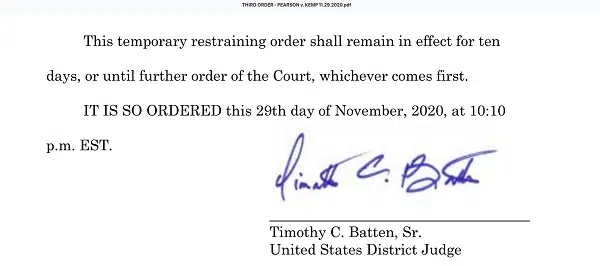 THIRD ORDER - PEARSON v. KEMP 11.29.2020.pdf
This temporary restraining order shall remain in effect for ten
days, or until further order of the Court, whichever comes first.
IT IS SO ORDERED this 29th day of November, 2020, at 10:10
p.m. EST.
Timothy C. Batten
Timothy C. Batten, Sr.
United States District Judge